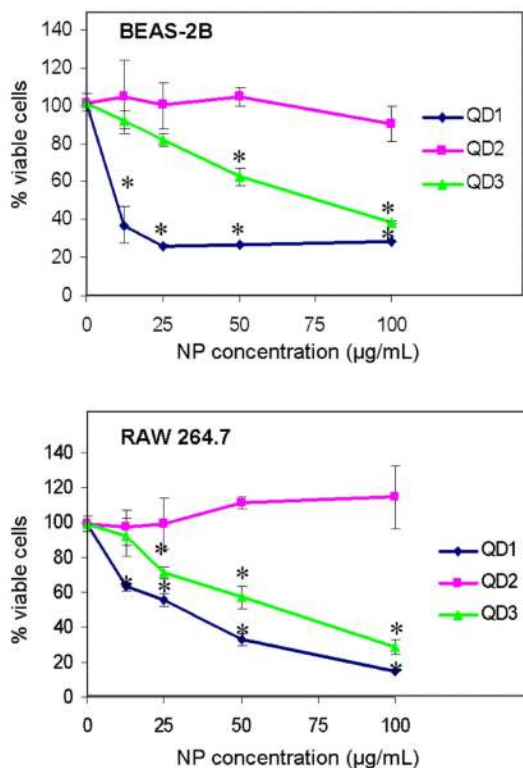 BEAS-2B
140
120
100
80
60
40
20
0
% viable cells
0 25 50 75 100
NP concentration (µg/mL)
QD1
QD2
QD3
* * * * * *
RAW 264.7
140
120
100
80
60
40
20
0
% viable cells
0 25 50 75 100
NP concentration (µg/mL)
QD1
QD2
QD3
* * * * * * *